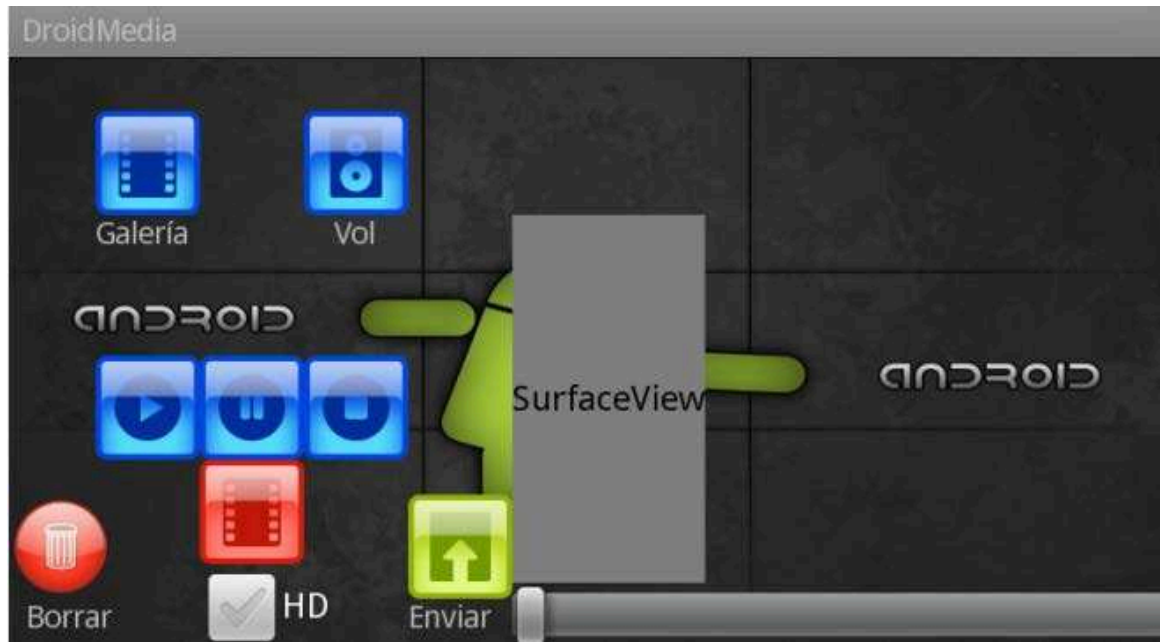 DroidMedia
Galería
Vol
ANDROID
SurfaceView
ANDROID
HD
Borrar
Enviar